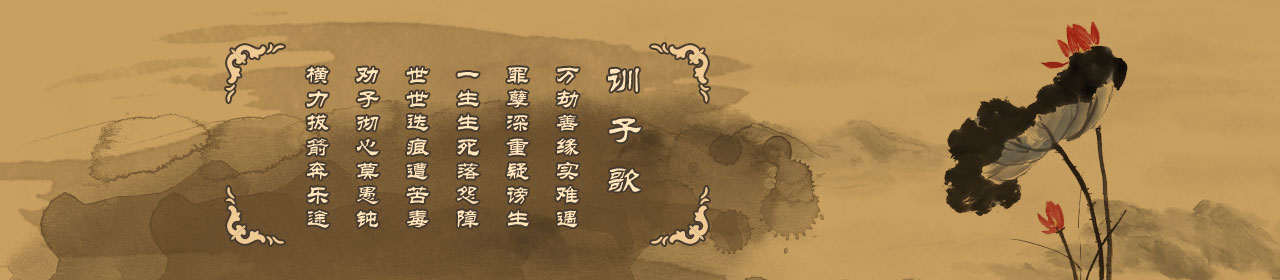 训子歌
万劫善缘实难遇
罪孽深重疑谤生
一生生死落怨障
世世迭疯遭苦毒
劝子彻心莫愚钝
横力拔箭奔乐途